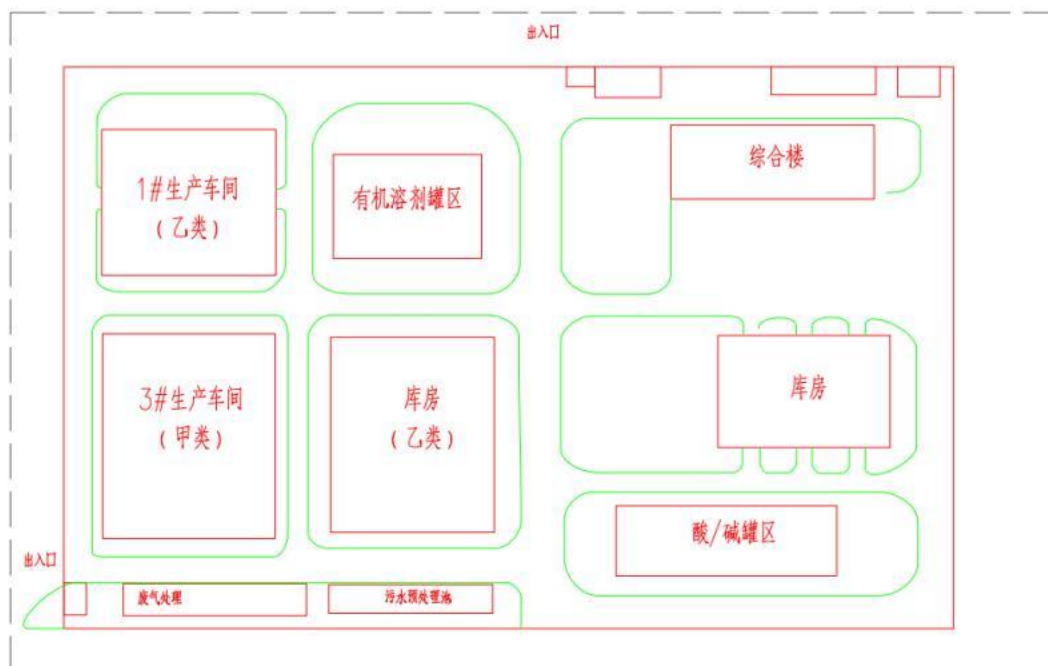 出入口
综合楼
1#生产车间
（乙类）
有机溶剂罐区
3#生产车间
（甲类）
库房
（乙类）
库房
酸/碱罐区
出入口
废气处理
污水预处理池